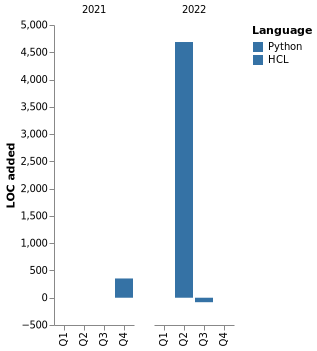 2021 2022
Language
Python
HCL
LOC added
5,000
4,500
4,000
3,500
3,000
2,500
2,000
1,500
1,000
500
0
−500
Q1 Q2 Q3 Q4 Q1 Q2 Q3 Q4